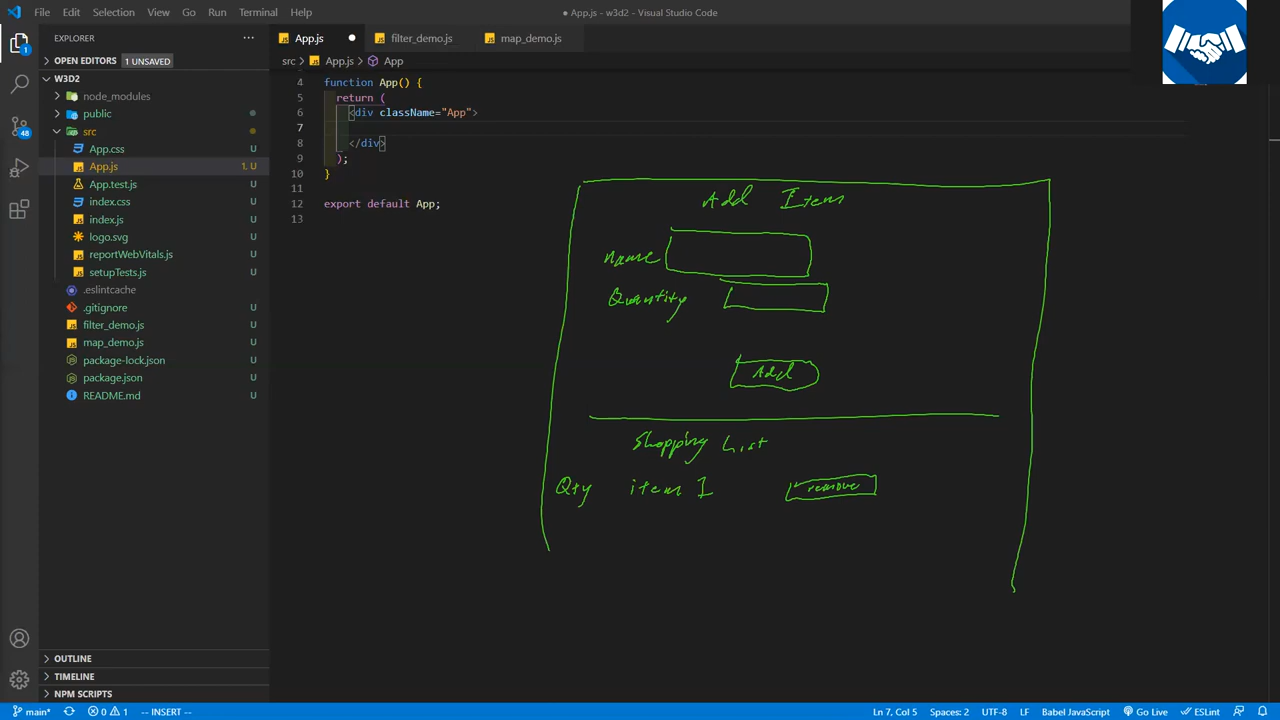 File Edit Selection View Go Run Terminal Help
● App.js - w3d2 - Visual Studio Code
EXPLORER ···
App.js ●
filter_demo.js
map_demo.js
OPEN EDITORS 1 UNSAVED
src > App.js > App
W3D2
node_modules
public
src
App.css
App.js 1, U
App.test.js U
index.css U
index.js U
logo.svg U
reportWebVitals.js U
setupTests.js U
.eslintcache
.gitignore U
filter_demo.js U
map_demo.js U
package-lock.json U
package.json U
README.md U
OUTLINE
TIMELINE
NPM SCRIPTS
1
48
4 function App() {
5 return (
6 <div className="App">
7
8 </div>
9 );
10 }
11
12 export default App;
13
Add Item
name
Quantity
Add
Shopping List
Qty item 1 remove
main* 0 1 -- INSERT -- Ln 7, Col 5 Spaces: 2 UTF-8 LF Babel JavaScript Go Live ESLint